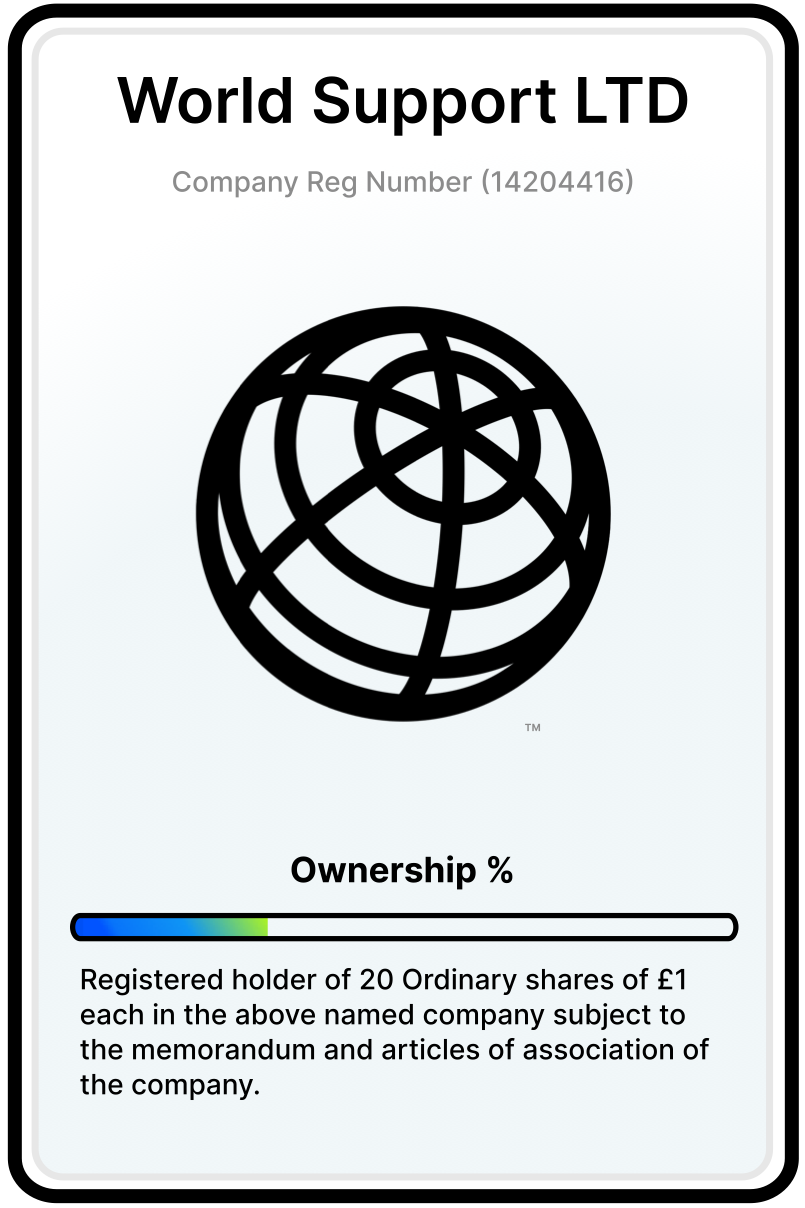 World Support LTD
Company Reg Number (14204416)
TM
Ownership %
Registered holder of 20 Ordinary shares of £1
each in the above named company subject to
the memorandum and articles of association of
the company.